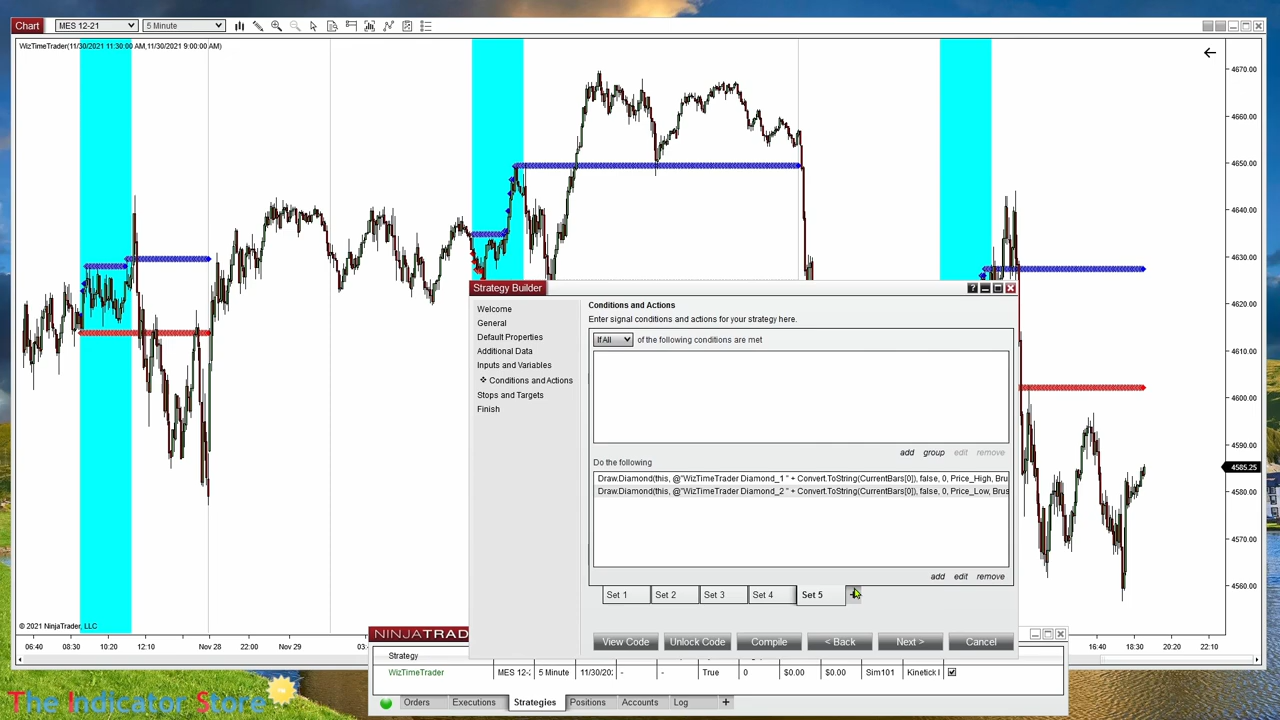 Chart
MES 12-21
5 Minute
WizTimeTrader(11/30/2021 11:30:00 AM,11/30/2021 9:00:00 AM)
4670.00
4660.00
4650.00
4640.00
4630.00
4620.00
4610.00
4600.00
4590.00
4585.25
4580.00
4570.00
4560.00
Strategy Builder
?
Welcome
General
Default Properties
Additional Data
Inputs and Variables
Conditions and Actions
Stops and Targets
Finish
Conditions and Actions
Enter signal conditions and actions for your strategy here.
If All of the following conditions are met
add group edit remove
Do the following
Draw.Diamond(this, @"WizTimeTrader Diamond_1 " + Convert.ToString(CurrentBars[0]), false, 0, Price_High, Bru
Draw.Diamond(this, @"WizTimeTrader Diamond_2 " + Convert.ToString(CurrentBars[0]), false, 0, Price_Low, Brus
add edit remove
Set 1 Set 2 Set 3 Set 4 Set 5
View Code Unlock Code Compile < Back Next > Cancel
© 2021 NinjaTrader, LLC
06:40 08:30 10:20 12:10 Nov 28 Nov 29 16:40 18:30 20:20 22:10
NINJATRAD
Strategy
WizTimeTrader MES 12-2 5 Minute 11/30/20 - - True 0 $0.00 $0.00 Sim101 Kinetick
Orders Executions Strategies Positions Accounts Log +
The Indicator Store